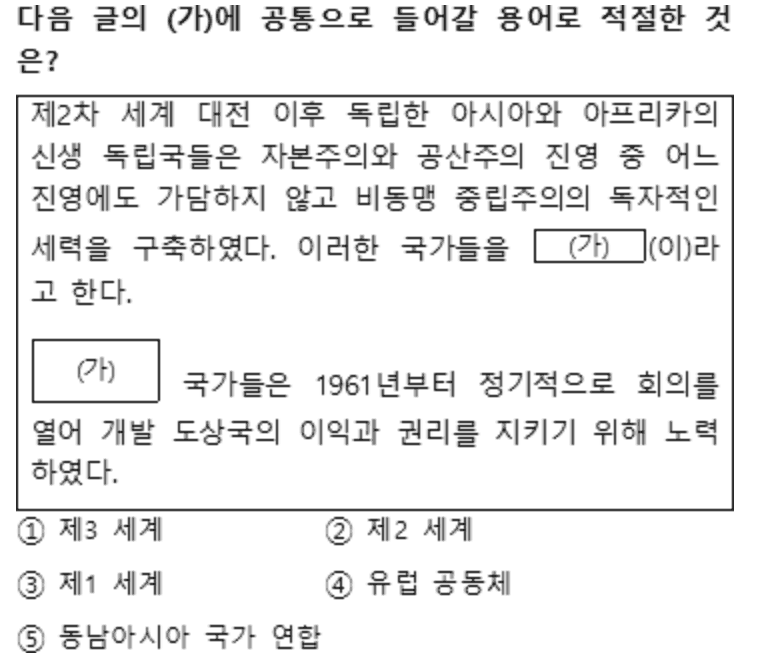 다음 글의 (가)에 공통으로 들어갈 용어로 적절한 것
은?
제2차 세계 대전 이후 독립한 아시아와 아프리카의
신생 독립국들은 자본주의와 공산주의 진영 중 어느
진영에도 가담하지 않고 비동맹 중립주의의 독자적인
세력을 구축하였다. 이러한 국가들을 (가) (이)라
고 한다.
(가) 국가들은 1961년부터 정기적으로 회의를
열어 개발 도상국의 이익과 권리를 지키기 위해 노력
하였다.
① 제3 세계 ② 제2 세계
③ 제1 세계 ④ 유럽 공동체
⑤ 동남아시아 국가 연합